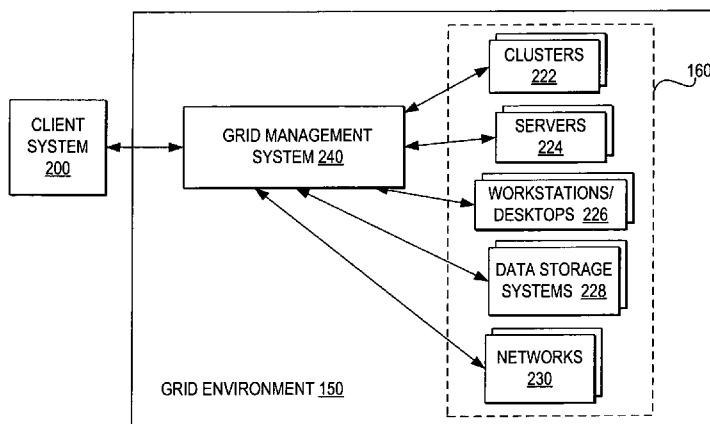 CLIENT
SYSTEM
200
GRID MANAGEMENT
SYSTEM 240
CLUSTERS
222
SERVERS
224
WORKSTATIONS/
DESKTOPS 226
DATA STORAGE
SYSTEMS 228
NETWORKS
230
160
GRID ENVIRONMENT 150